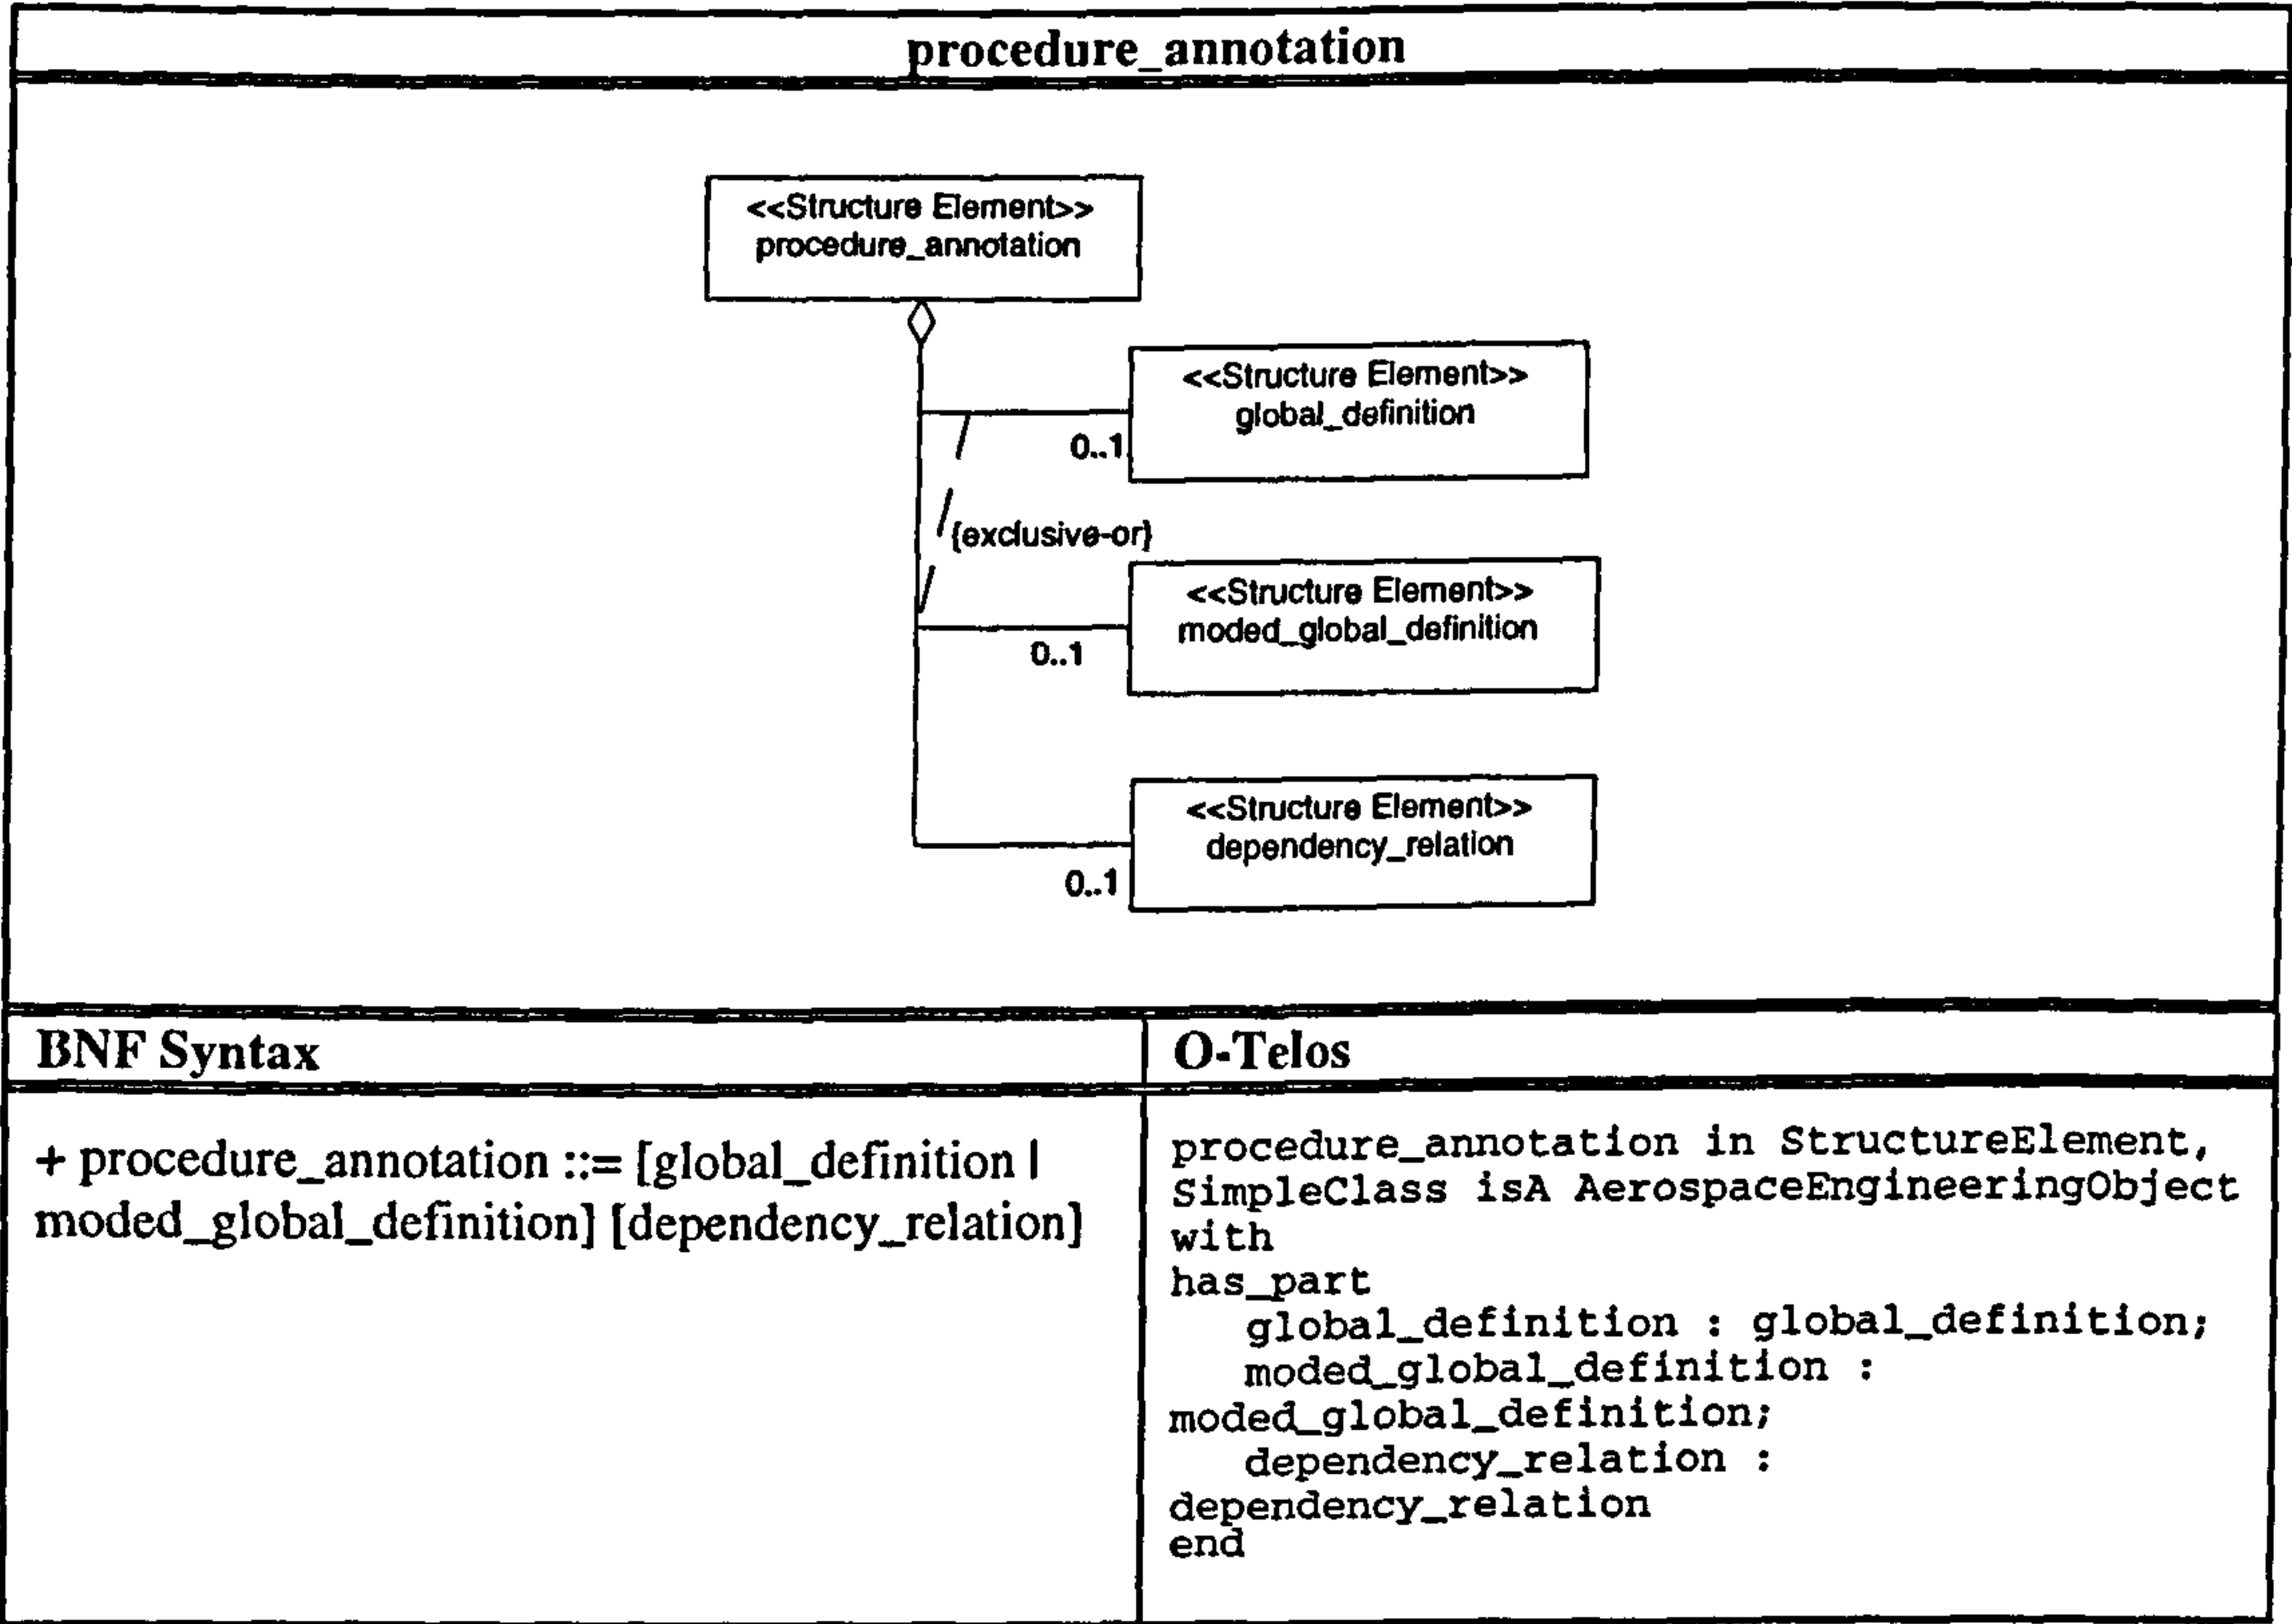 procedure_annotation
<<Structure Element>>
procedure_annotation
<<Structure Element>>
global_definition
0..1
{exclusive-or}
<<Structure Element>>
moded_global_definition
0..1
<<Structure Element>>
dependency_relation
0..1
BNF Syntax
O-Telos
+ procedure_annotation ::= [global_definition |
moded_global_definition] [dependency_relation]
procedure_annotation in StructureElement,
SimpleClass isA AerospaceEngineeringObject
with
has_part
global_definition : global_definition;
moded_global_definition :
moded_global_definition;
dependency_relation :
dependency_relation
end